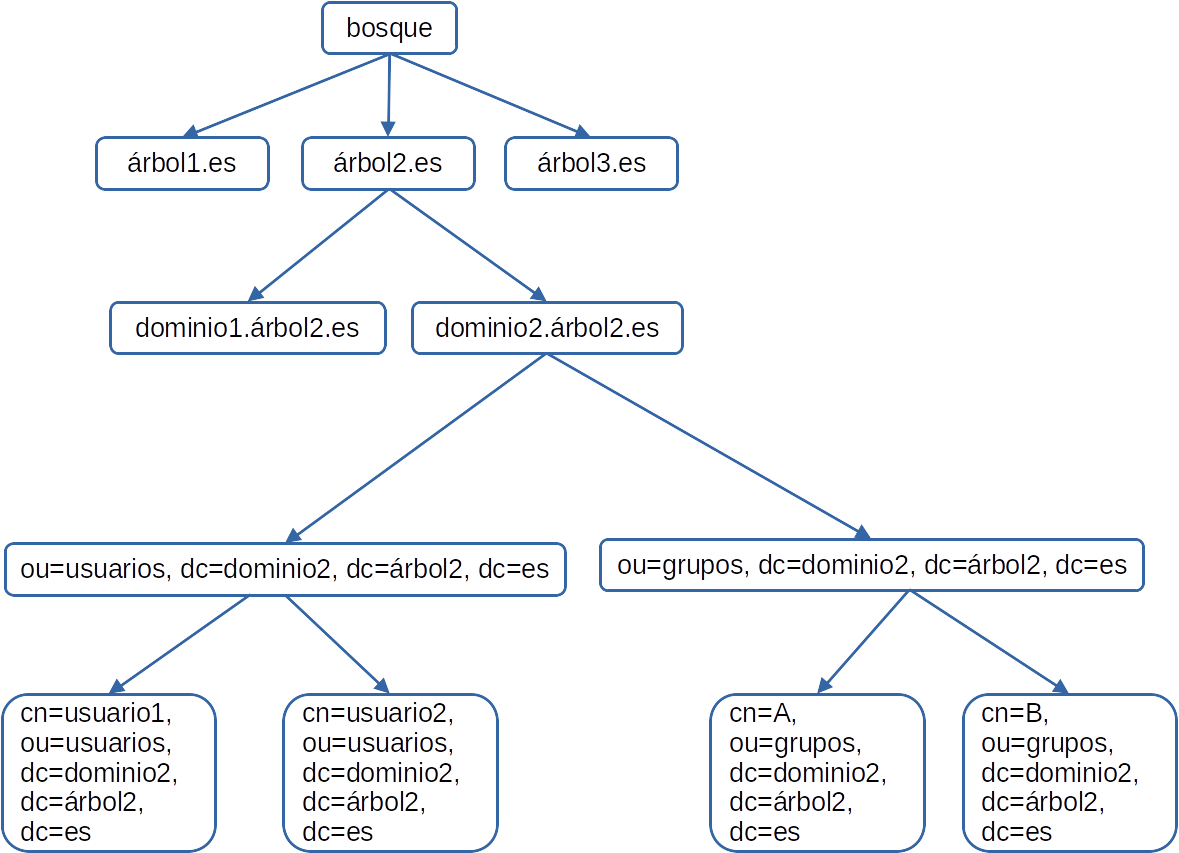 bosque
árbol1.es
árbol2.es
árbol3.es
dominio1.árbol2.es
dominio2.árbol2.es
ou=usuarios, dc=dominio2, dc=árbol2, dc=es
ou=grupos, dc=dominio2, dc=árbol2, dc=es
cn=usuario1,
ou=usuarios,
dc=dominio2,
dc=árbol2,
dc=es
cn=usuario2,
ou=usuarios,
dc=dominio2,
dc=árbol2,
dc=es
cn=A,
ou=grupos,
dc=dominio2,
dc=árbol2,
dc=es
cn=B,
ou=grupos,
dc=dominio2,
dc=árbol2,
dc=es